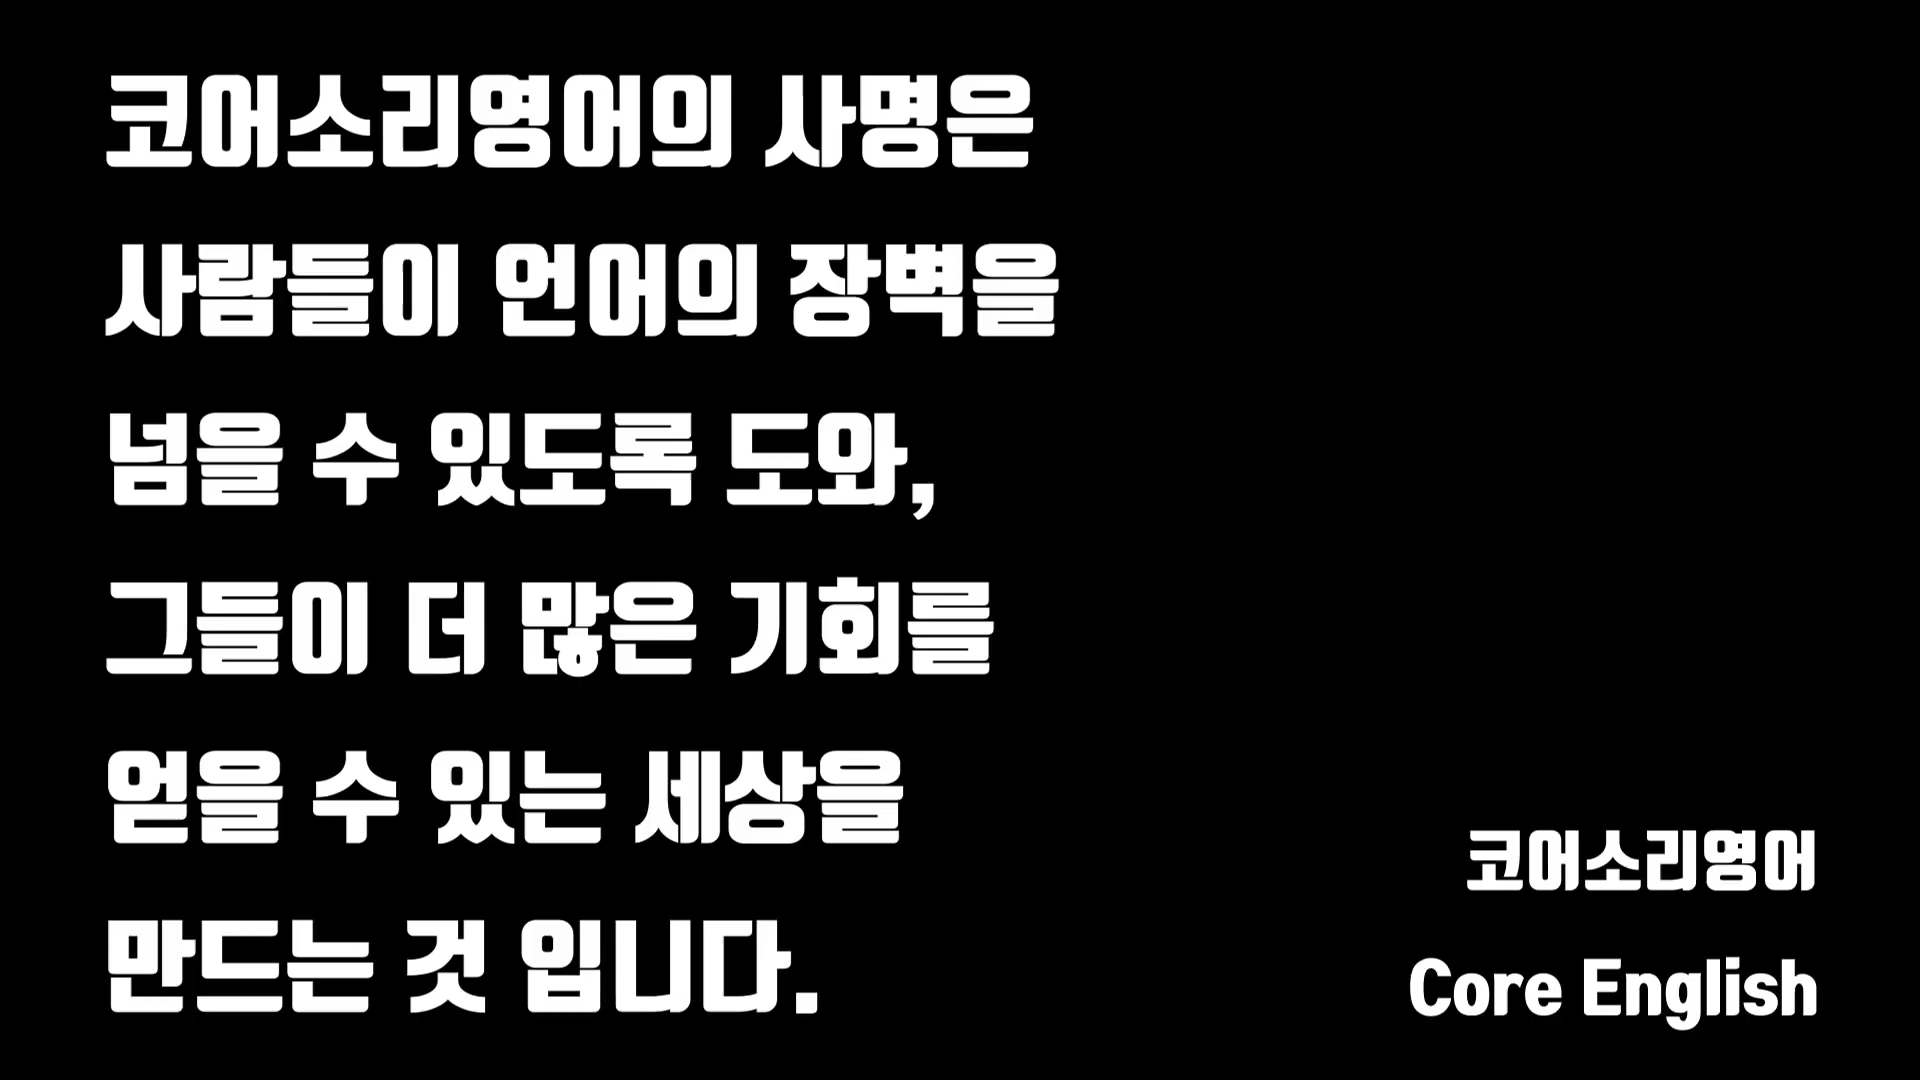 코어소리영어의 사명은
사람들이 언어의 장벽을
넘을 수 있도록 도와,
그들이 더 많은 기회를
얻을 수 있는 세상을
만드는 것 입니다.
코어소리영어
Core English